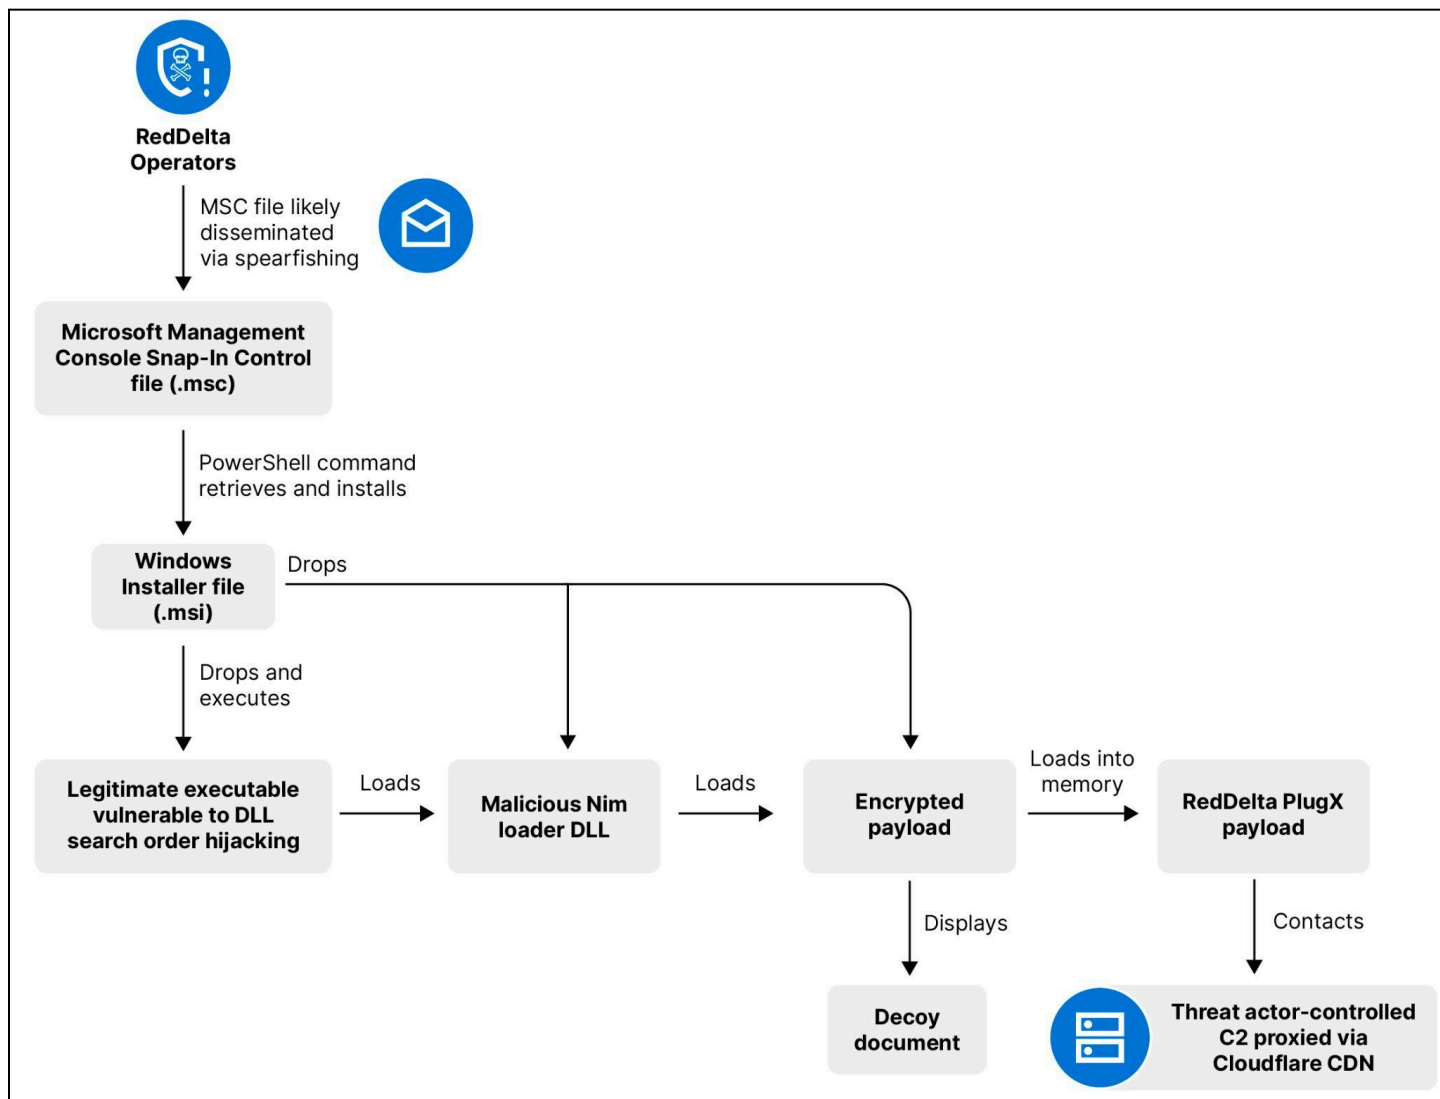 RedDelta
Operators
MSC file likely
disseminated
via spearfishing
Microsoft Management
Console Snap-In Control
file (.msc)
PowerShell command
retrieves and installs
Windows
Installer file
(.msi)
Drops
Drops and
executes
Legitimate executable
vulnerable to DLL
search order hijacking
Loads
Malicious Nim
loader DLL
Loads
Encrypted
payload
Loads into
memory
RedDelta PlugX
payload
Displays
Contacts
Decoy
document
Threat actor-controlled
C2 proxied via
Cloudflare CDN